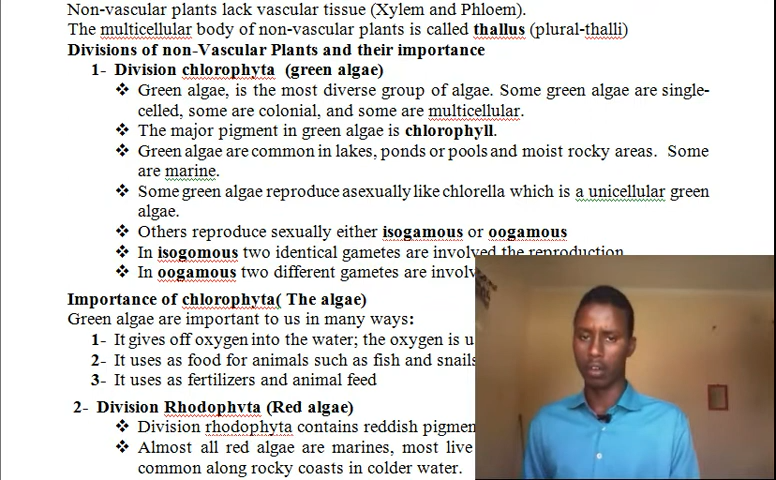 Non-vascular plants lack vascular tissue (Xylem and Phloem).
The multicellular body of non-vascular plants is called thallus (plural-thalli)
Divisions of non-Vascular Plants and their importance
1- Division chlorophyta (green algae)
❖ Green algae, is the most diverse group of algae. Some green algae are single-
celled, some are colonial, and some are multicellular.
❖ The major pigment in green algae is chlorophyll.
❖ Green algae are common in lakes, ponds or pools and moist rocky areas. Some
are marine.
❖ Some green algae reproduce asexually like chlorella which is a unicellular green
algae.
❖ Others reproduce sexually either isogamous or oogamous
❖ In isogomous two identical gametes are involved the reproduction
❖ In oogamous two different gametes are involv
Importance of chlorophyta( The algae)
Green algae are important to us in many ways:
1- It gives off oxygen into the water; the oxygen is u
2- It uses as food for animals such as fish and snails
3- It uses as fertilizers and animal feed
2- Division Rhodophyta (Red algae)
❖ Division rhodophyta contains reddish pigmen
❖ Almost all red algae are marines, most live
common along rocky coasts in colder water.